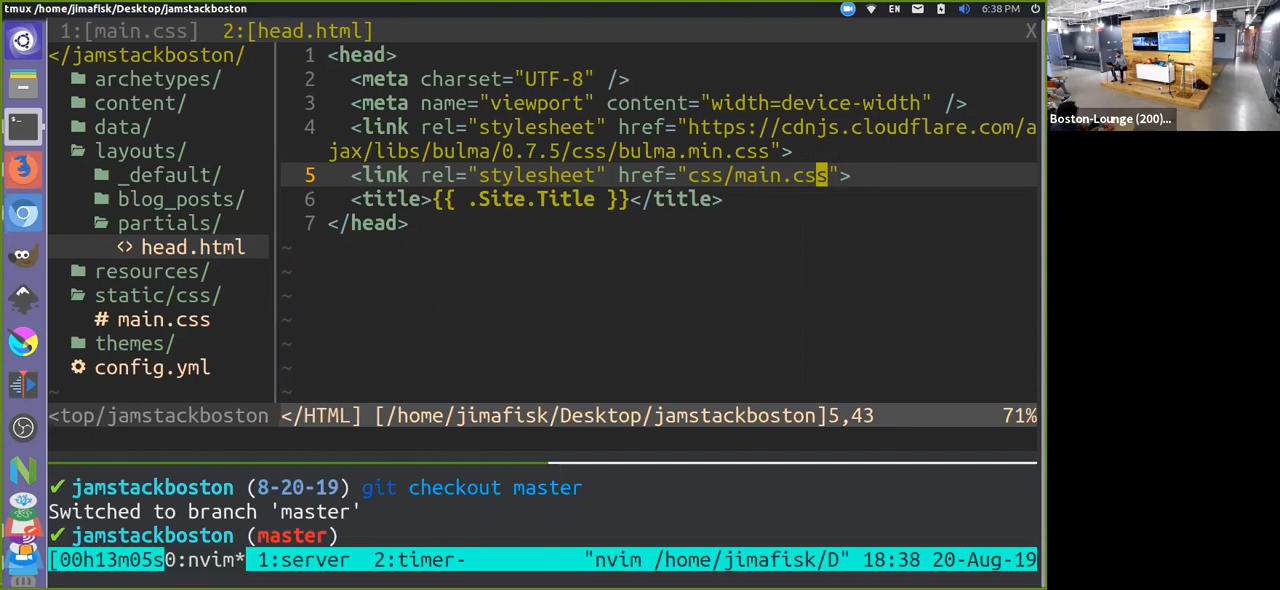 tmux /home/jimafisk/Desktop/jamstackboston
EN
6:38 PM
1:[main.css] 2:[head.html] X
</jamstackboston/
archetypes/
content/
data/
layouts/
_default/
blog_posts/
partials/
<> head.html
resources/
static/css/
# main.css
themes/
config.yml
~
1 <head>
2 <meta charset="UTF-8" />
3 <meta name="viewport" content="width=device-width" />
4 <link rel="stylesheet" href="https://cdnjs.cloudflare.com/a
jax/libs/bulma/0.7.5/css/bulma.min.css">
5 <link rel="stylesheet" href="css/main.css">
6 <title>{{ .Site.Title }}</title>
7 </head>
~
~
~
~
~
~
~
<top/jamstackboston </HTML] [/home/jimafisk/Desktop/jamstackboston]5,43 71%
✔ jamstackboston (8-20-19) git checkout master
Switched to branch 'master'
✔ jamstackboston (master)
[00h13m05s0:nvim* 1:server 2:timer- "nvim /home/jimafisk/D" 18:38 20-Aug-19
Boston-Lounge (200)...